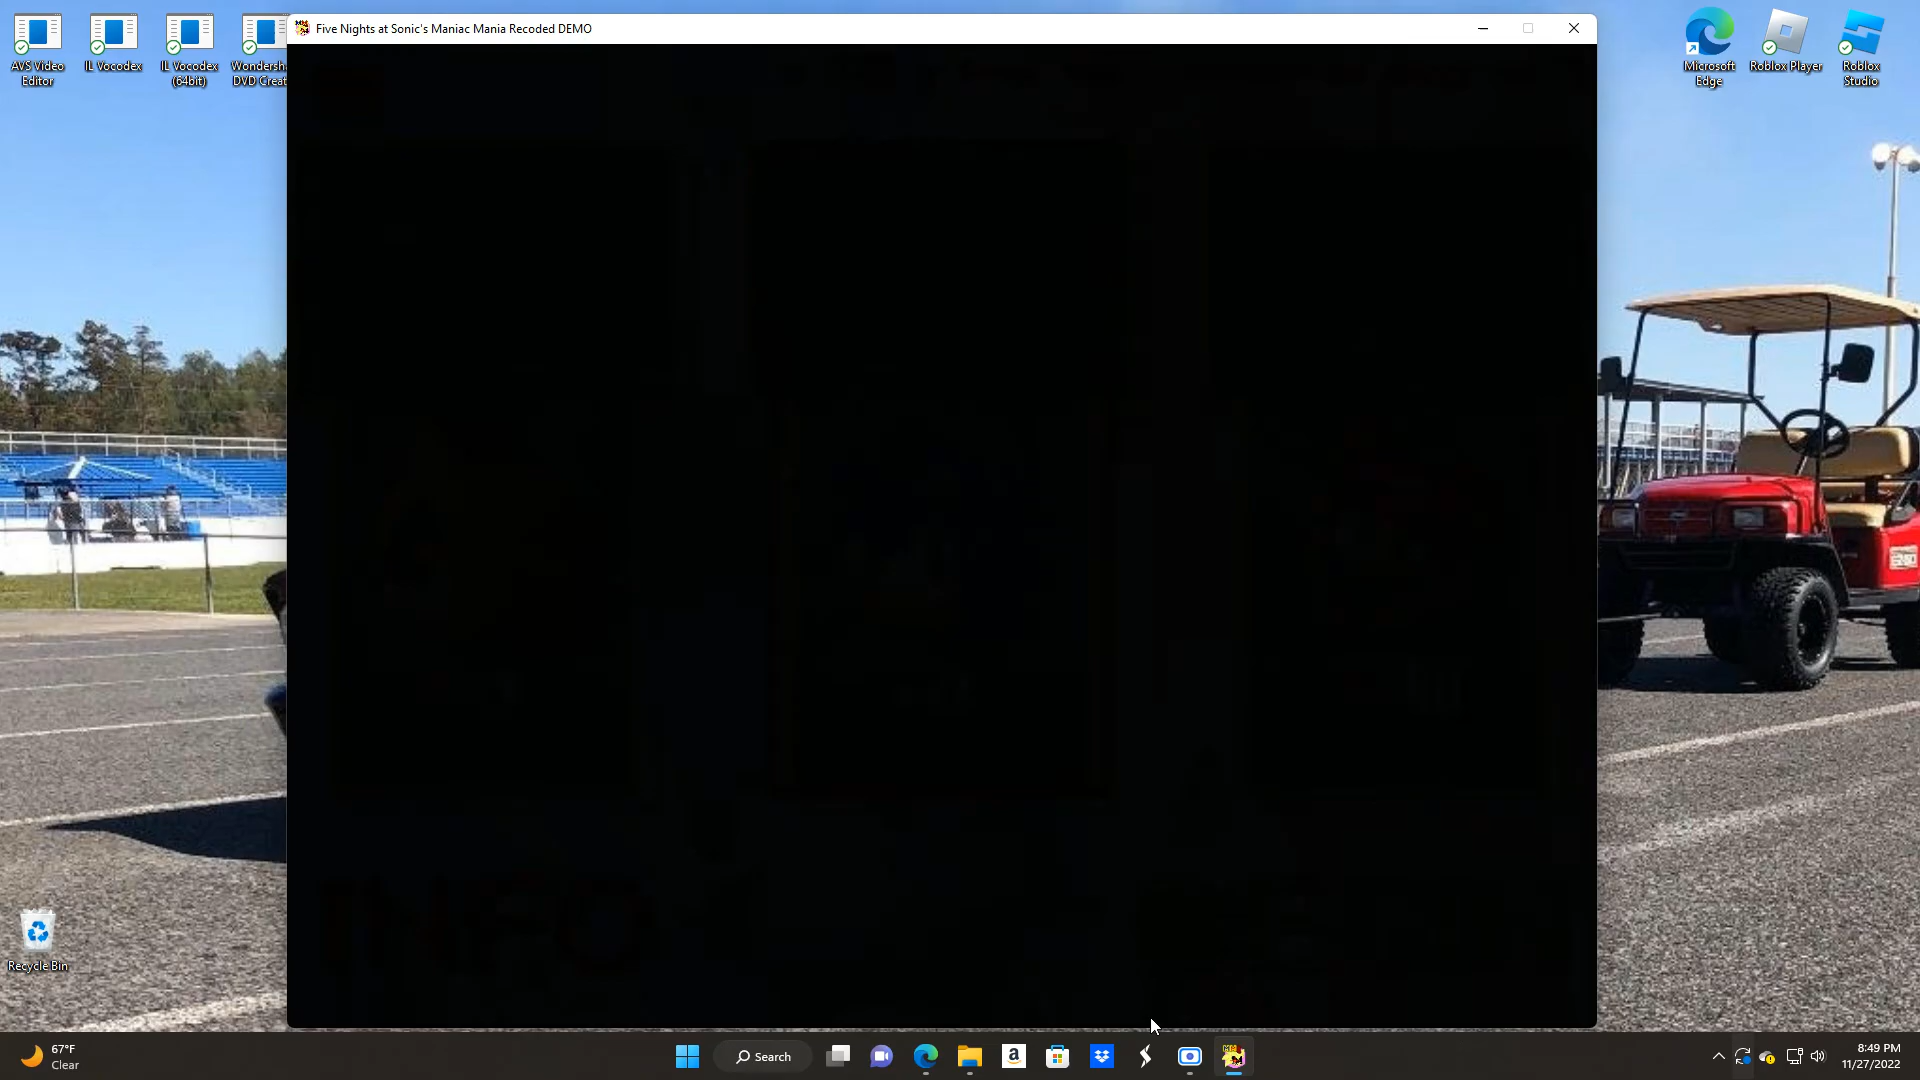 Five Nights at Sonic's Maniac Mania Recoded DEMO
AVS Video
Editor
IL Vocodex
IL Vocodex
(64bit)
Wondersh
DVD Creat
Microsoft
Edge
Roblox Player
Roblox
Studio
Recycle Bin
67°F
Clear
Search
8:49 PM
11/27/2022